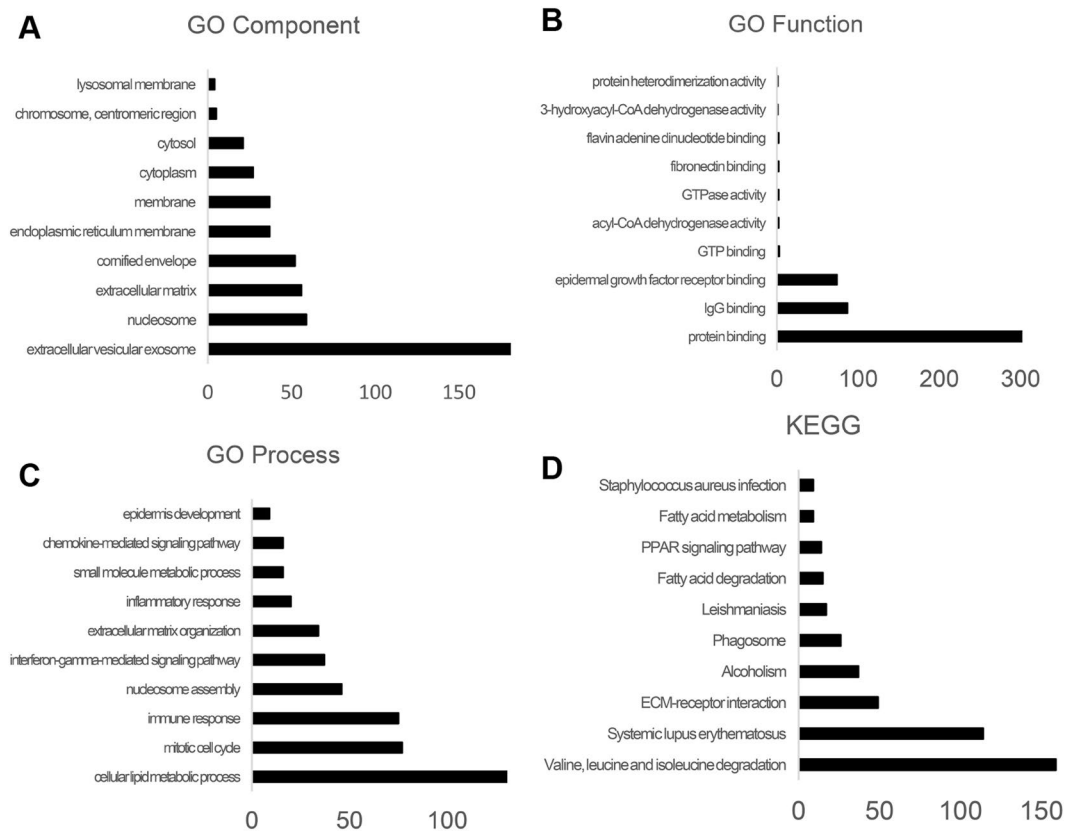 A
GO Component
lysosomal membrane
chromosome, centromeric region
cytosol
cytoplasm
membrane
endoplasmic reticulum membrane
cornified envelope
extracellular matrix
nucleosome
extracellular vesicular exosome
0 50 100 150
B
GO Function
protein heterodimerization activity
3-hydroxyacyl-CoA dehydrogenase activity
flavin adenine dinucleotide binding
fibronectin binding
GTPase activity
acyl-CoA dehydrogenase activity
GTP binding
epidermal growth factor receptor binding
IgG binding
protein binding
0 100 200 300
C
GO Process
epidermis development
chemokine-mediated signaling pathway
small molecule metabolic process
inflammatory response
extracellular matrix organization
interferon-gamma-mediated signaling pathway
nucleosome assembly
immune response
mitotic cell cycle
cellular lipid metabolic process
0 50 100
D
KEGG
Staphylococcus aureus infection
Fatty acid metabolism
PPAR signaling pathway
Fatty acid degradation
Leishmaniasis
Phagosome
Alcoholism
ECM-receptor interaction
Systemic lupus erythematosus
Valine, leucine and isoleucine degradation
0 50 100 150